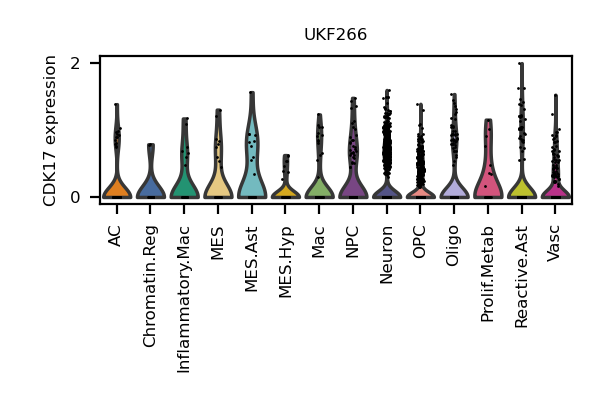 UKF266
CDK17 expression
2
0
AC
Chromatin.Reg
Inflammatory.Mac
MES
MES.Ast
MES.Hyp
Mac
NPC
Neuron
OPC
Oligo
Prolif.Metab
Reactive.Ast
Vasc